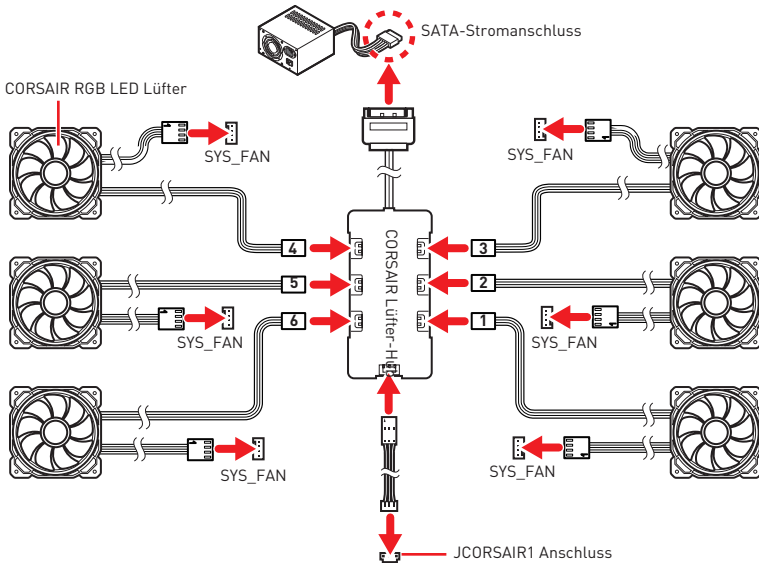 SATA-Stromanschluss
CORSAIR RGB LED Lüfter
SYS_FAN
SYS_FAN
4
3
CORSAIR Lüfter-Hu
5
2
SYS_FAN
SYS_FAN
6
1
SYS_FAN
SYS_FAN
JCORSAIR1 Anschluss